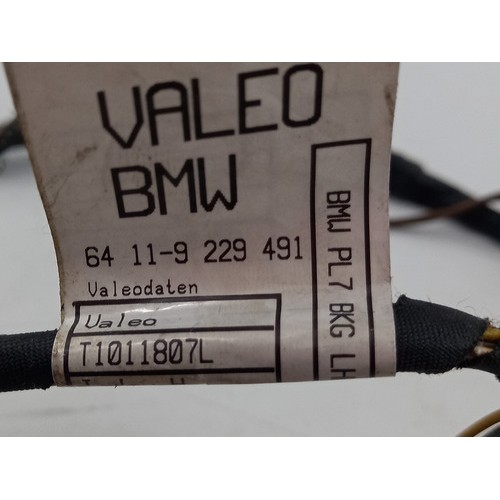 VALEO
BMW
64 11-9 229 491
Valeodaten
Valeo
T1011807L
BMW PL7 BKG LH